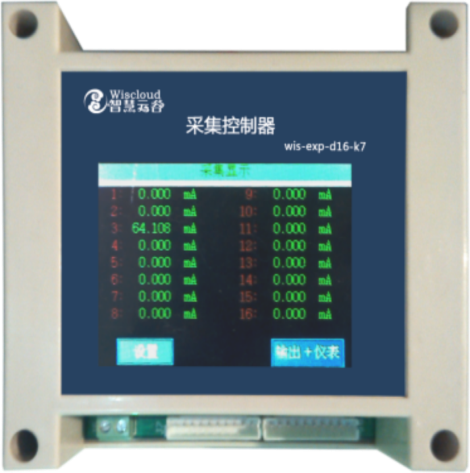 Wiscloud
智慧云谷
采集控制器
wis-exp-d16-k7
采集显示
1: 0.000 mA 9: 0.000 mA
2: 0.000 mA 10: 0.000 mA
3: 64.108 mA 11: 0.000 mA
4: 0.000 mA 12: 0.000 mA
5: 0.000 mA 13: 0.000 mA
6: 0.000 mA 14: 0.000 mA
7: 0.000 mA 15: 0.000 mA
8: 0.000 mA 16: 0.000 mA
设置 输出+仪表